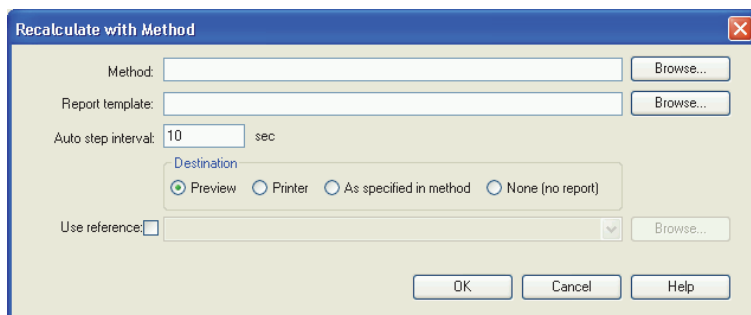 Recalculate with Method
Method: Browse...
Report template: Browse...
Auto step interval: 10 sec
Destination
Preview Printer As specified in method None (no report)
Use reference: Browse...
OK Cancel Help